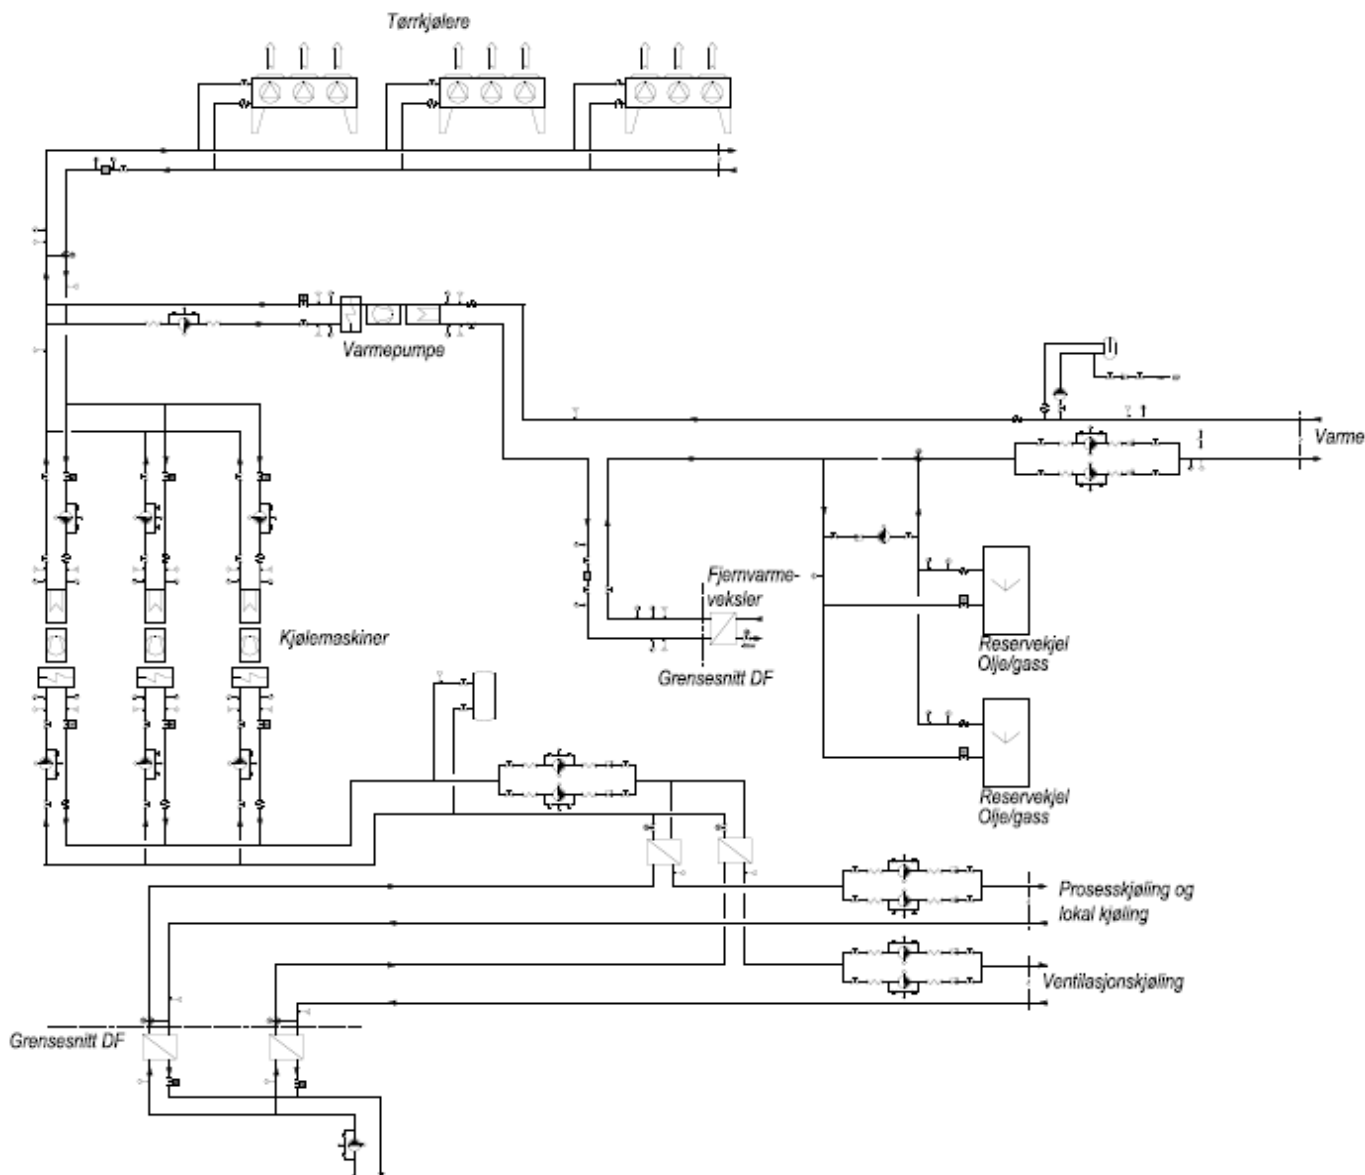 Tørrkjølere
Varmepumpe
Varme
Fjernvarme-
veksler
Kjølemaskiner
Reservekjel
Olje/gass
Grensesnitt DF
Reservekjel
Olje/gass
Prosesskjøling og
lokal kjøling
Ventilasjonskjøling
Grensesnitt DF